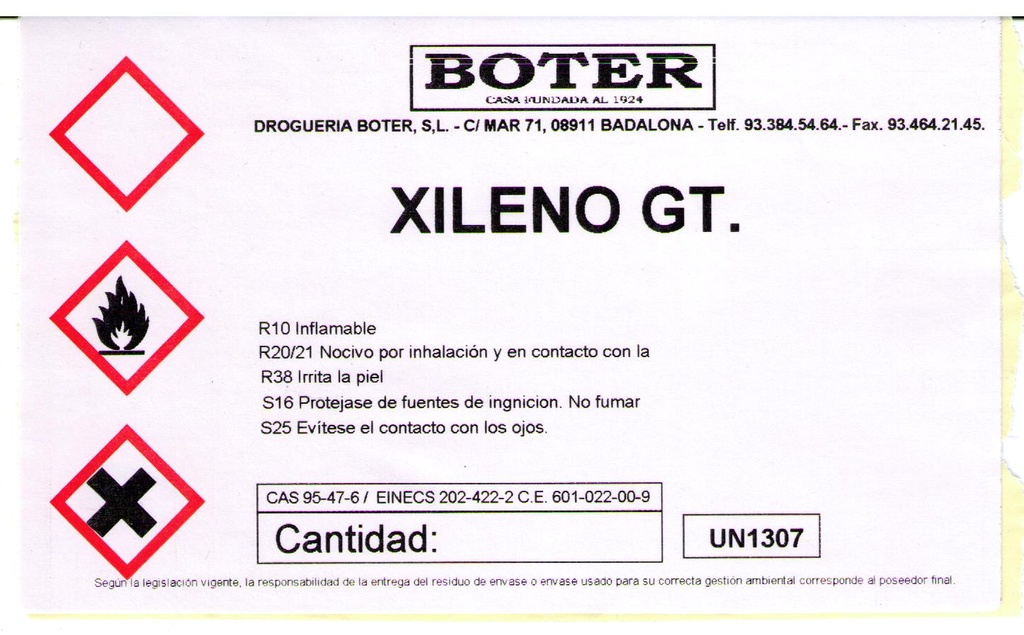 BOTER
CASA FUNDADA AL 1924
DROGUERIA BOTER, S,L. - C/ MAR 71, 08911 BADALONA - Telf. 93.384.54.64.- Fax. 93.464.21.45.
XILENO GT.
R10 Inflamable
R20/21 Nocivo por inhalación y en contacto con la
R38 Irrita la piel
S16 Protejase de fuentes de ingnicion. No fumar
S25 Evítese el contacto con los ojos.
CAS 95-47-6 / EINECS 202-422-2 C.E. 601-022-00-9
Cantidad:
UN1307
Según la legislación vigente, la responsabilidad de la entrega del residuo de envase o envase usado para su correcta gestión ambiental corresponde al poseedor final.